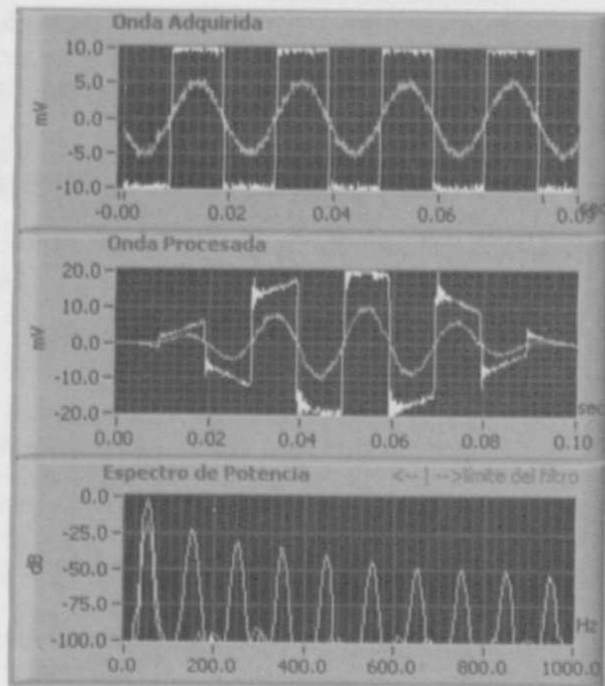 Onda Adquirida
10.0
5.0
0.0
-5.0
-10.0
mV
-0.00 0.02 0.04 0.06 0.09
sec
Onda Procesada
20.0
10.0
0.0
-10.0
-20.0
mV
0.00 0.02 0.04 0.06 0.08 0.10
sec
Espectro de Potencia <-- | -->límite del filtro
0.0
-25.0
-50.0
-75.0
-100.0
dB
Hz
0.0 200.0 400.0 600.0 800.0 1000.0